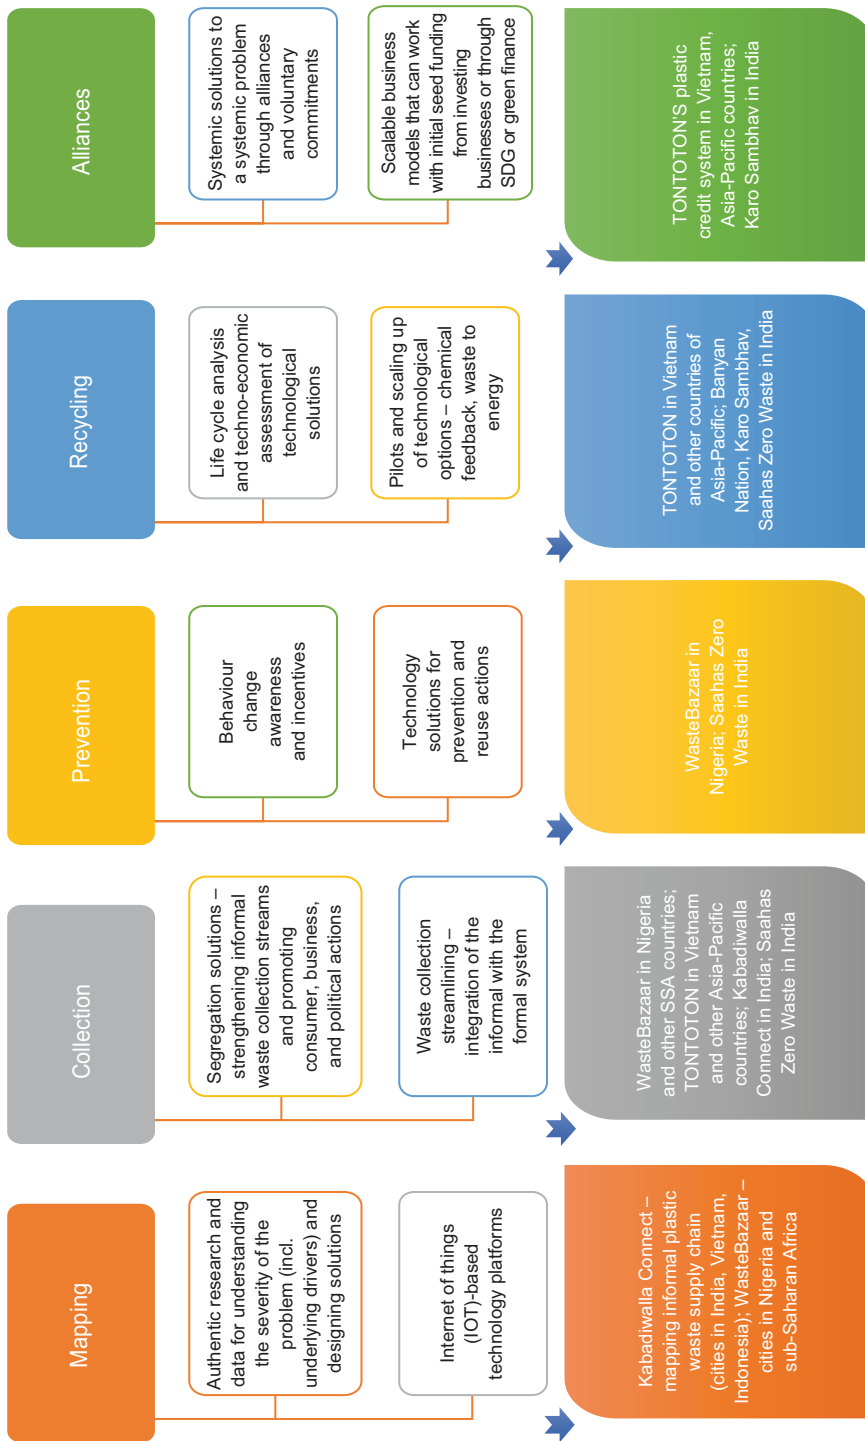 Mapping
Authentic research and
data for understanding
the severity of the
problem (incl.
underlying drivers) and
designing solutions
Internet of things
(IOT)-based
technology platforms
Kabadiwalla Connect –
mapping informal plastic
waste supply chain
(cities in India, Vietnam,
Indonesia); WasteBazaar –
cities in Nigeria and
sub-Saharan Africa
Collection
Segregation solutions –
strengthening informal
waste collection streams
and promoting
consumer, business,
and political actions
Waste collection
streamlining –
integration of the
informal with the
formal system
WasteBazaar in Nigeria
and other SSA countries;
TONTOTON in Vietnam
and other Asia-Pacific
countries; Kabadiwalla
Connect in India; Saahas
Zero Waste in India
Prevention
Behaviour
change
awareness
and incentives
Technology
solutions for
prevention and
reuse actions
WasteBazaar in
Nigeria; Saahas Zero
Waste in India
Recycling
Life cycle analysis
and techno-economic
assessment of
technological
solutions
Pilots and scaling up
of technological
options – chemical
feedback, waste to
energy
TONTOTON in Vietnam
and other countries of
Asia-Pacific; Banyan
Nation, Karo Sambhav,
Saahas Zero Waste in India
Alliances
Systemic solutions to
a systemic problem
through alliances
and voluntary
commitments
Scalable business
models that can work
with initial seed funding
from investing
businesses or through
SDG or green finance
TONTOTON'S plastic
credit system in Vietnam,
Asia-Pacific countries;
Karo Sambhav in India